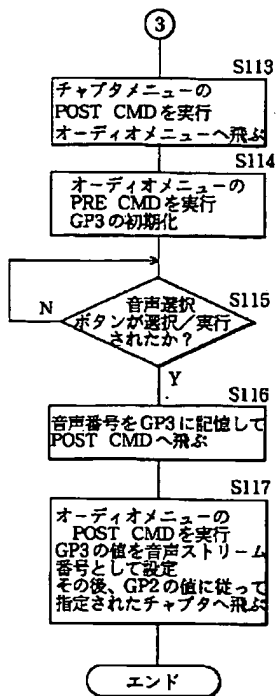 3
S113
チャプタメニューの
POST CMDを実行
オーディオメニューへ飛ぶ
S114
オーディオメニューの
PRE CMDを実行
GP3の初期化
S115
音声選択
ボタンが選択/実行
されたか?
N
Y
S116
音声番号をGP3に記憶して
POST CMDへ飛ぶ
S117
オーディオメニューの
POST CMDを実行
GP3の値を音声ストリーム
番号として設定
その後、GP2の値に従って
指定されたチャプタへ飛ぶ
エンド